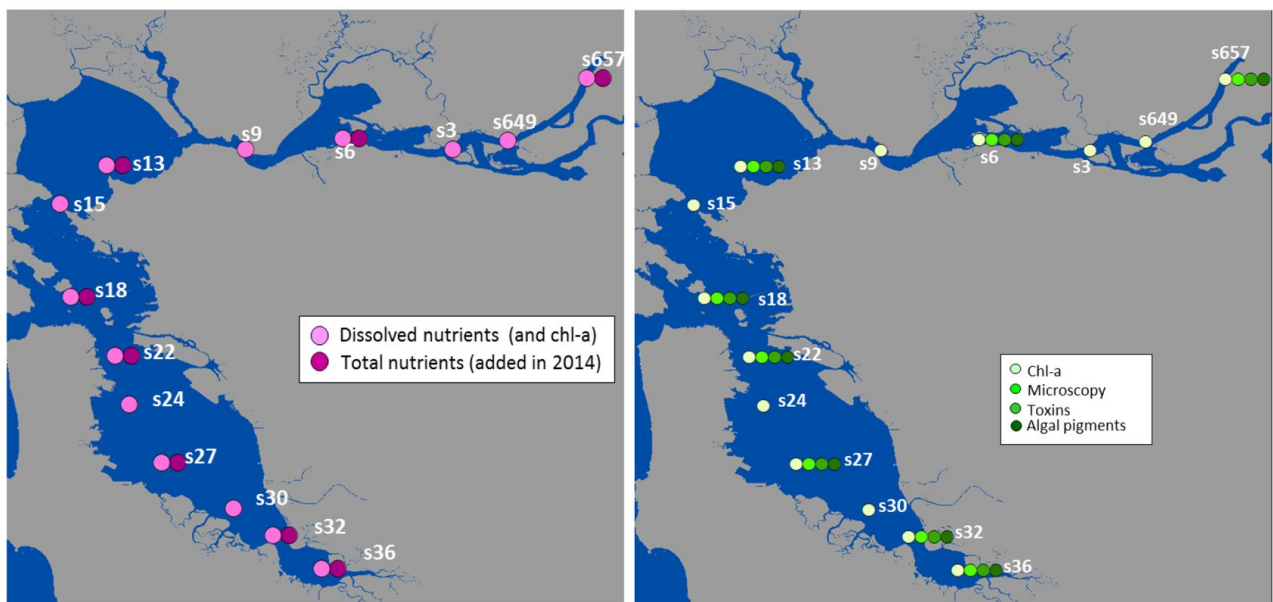 s657
s9
s3
s649
s6
s13
s15
s18
Dissolved nutrients (and chl-a)
Total nutrients (added in 2014)
s22
s24
s27
s30
s32
s36
s657
s649
s9
s6
s3
s13
s15
s18
s22
Chl-a
Microscopy
Toxins
Algal pigments
s24
s27
s30
s32
s36